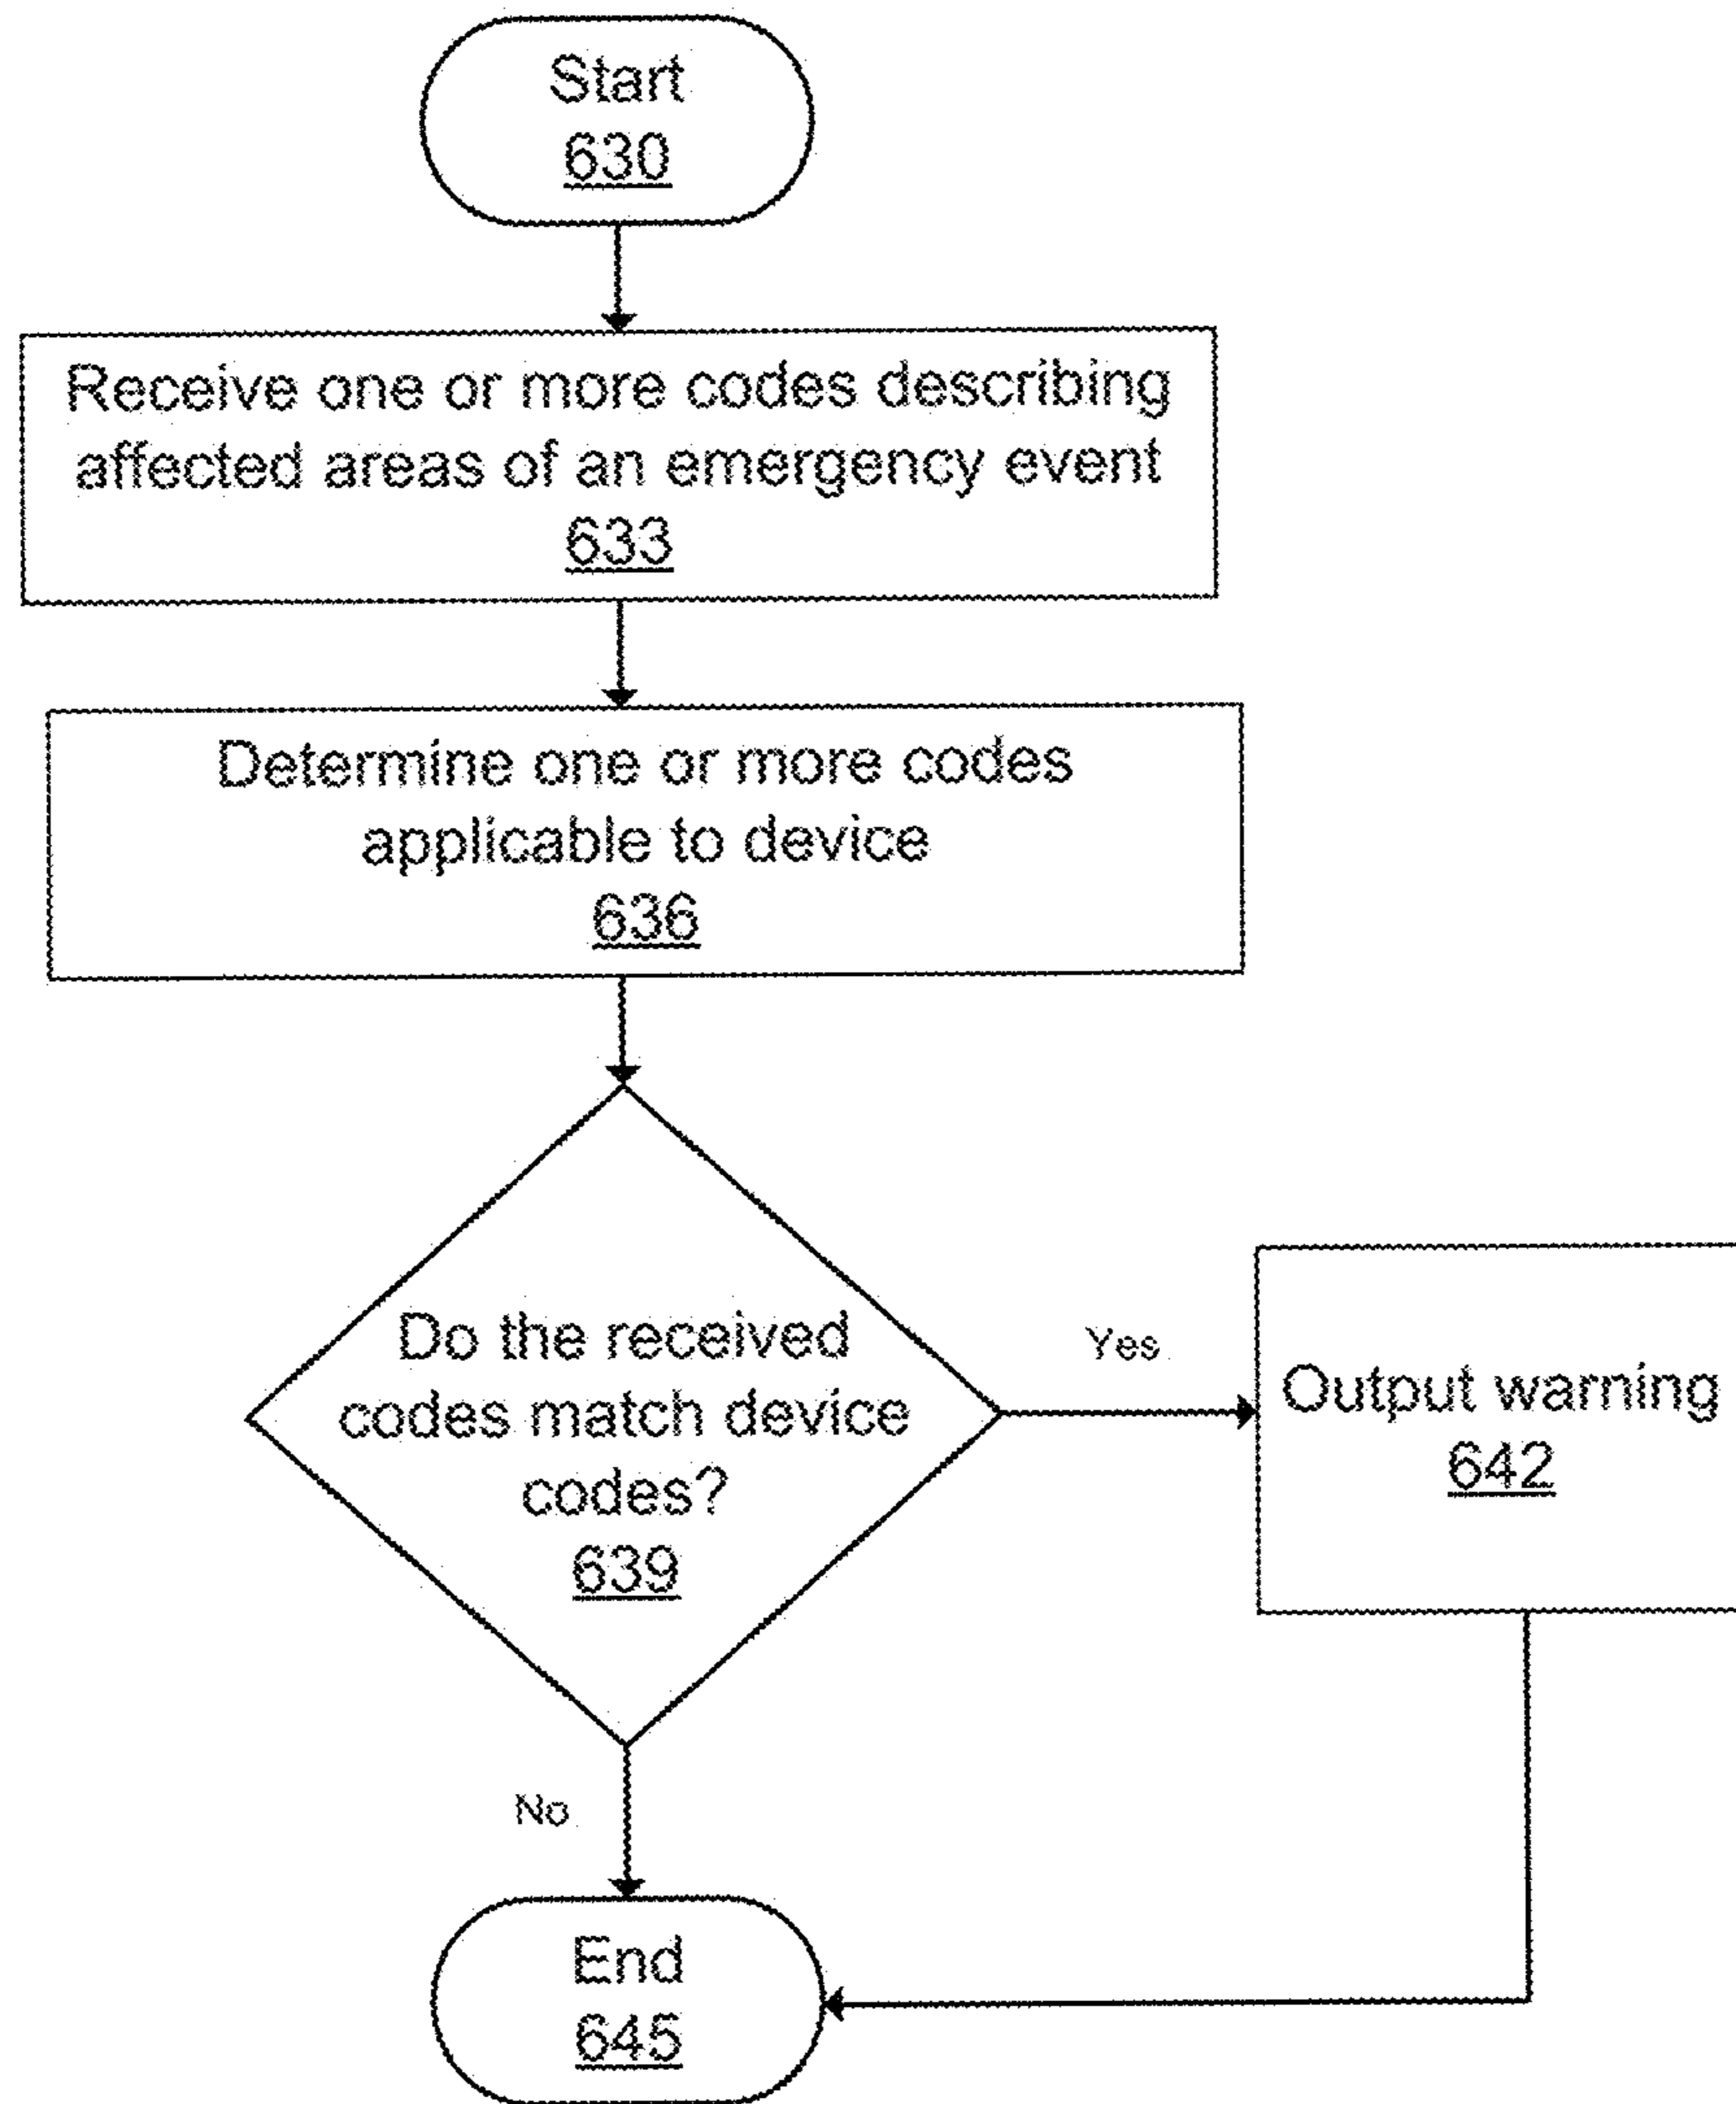 Start
630
Receive one or more codes describing
affected areas of an emergency event
633
Determine one or more codes
applicable to device
636
Do the received
codes match device
codes?
639
Yes
Output warning
642
No
End
645